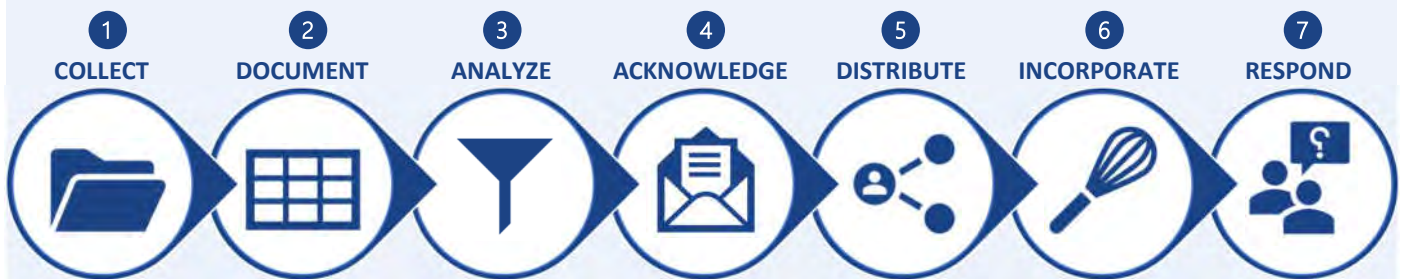 1 2 3 4 5 6 7
COLLECT DOCUMENT ANALYZE ACKNOWLEDGE DISTRIBUTE INCORPORATE RESPOND
?